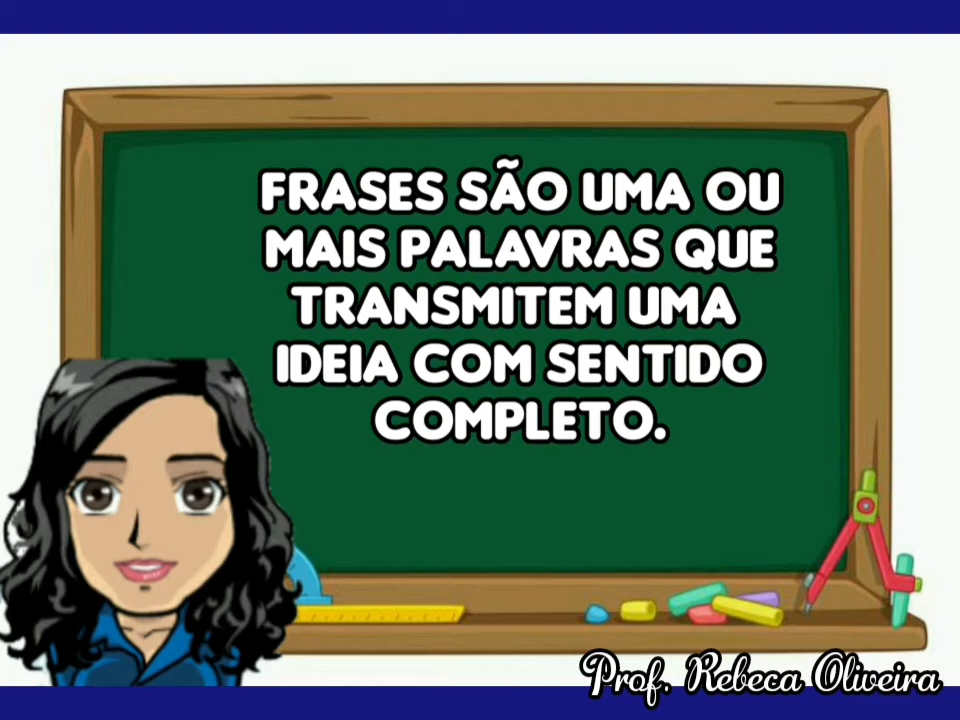 FRASES SÃO UMA OU
MAIS PALAVRAS QUE
TRANSMITEM UMA
IDEIA COM SENTIDO
COMPLETO.
Prof. Rebeca Oliveira